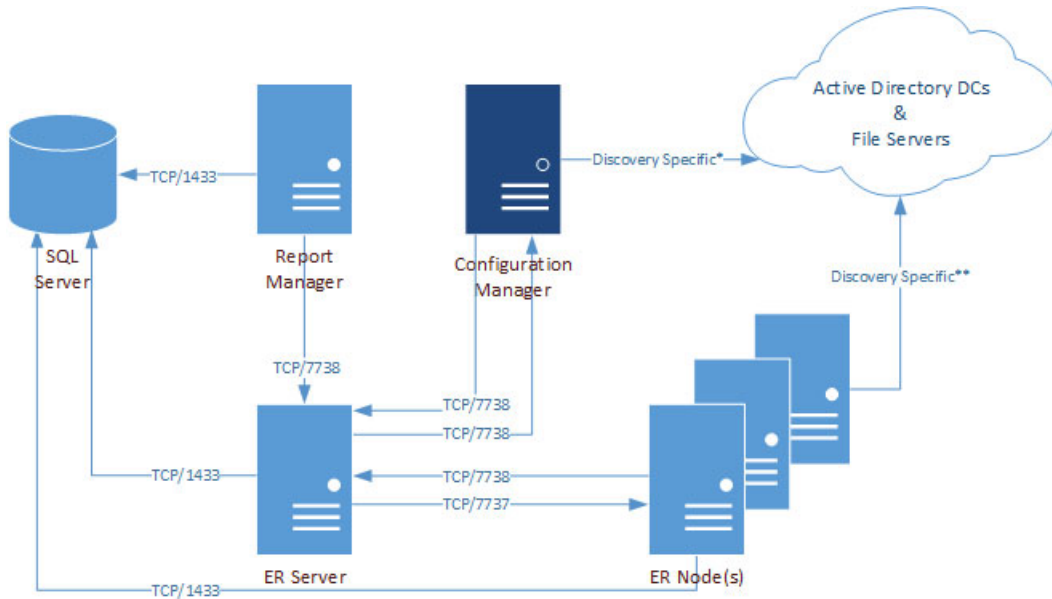 Active Directory DCs
&
File Servers
Discovery Specific*
TCP/1433
SQL
Server
Report
Manager
Configuration
Manager
Discovery Specific**
TCP/7738
TCP/7738
TCP/7738
TCP/1433
TCP/7738
TCP/7737
ER Server
ER Node(s)
TCP/1433